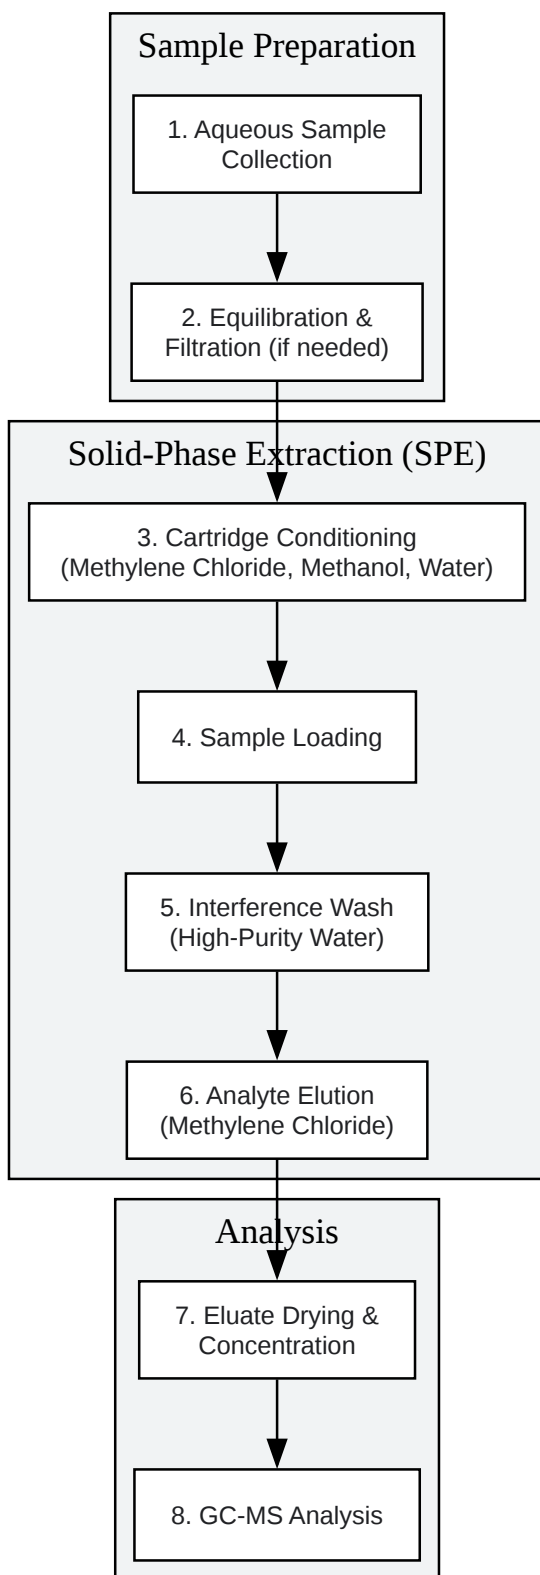 Sample Preparation
1. Aqueous Sample
Collection
2. Equilibration &
Filtration (if needed)
Solid-Phase Extraction (SPE)
3. Cartridge Conditioning
(Methylene Chloride, Methanol, Water)
4. Sample Loading
5. Interference Wash
(High-Purity Water)
6. Analyte Elution
(Methylene Chloride)
Analysis
7. Eluate Drying &
Concentration
8. GC-MS Analysis